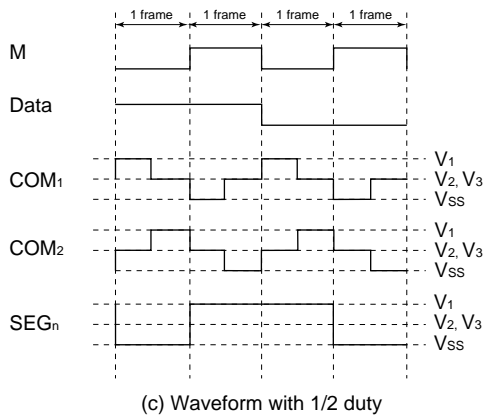 1 frame 1 frame 1 frame 1 frame
M
Data
V1
COM1 V2, V3
VSS
V1
COM2 V2, V3
VSS
V1
SEGn V2, V3
VSS
(c) Waveform with 1/2 duty